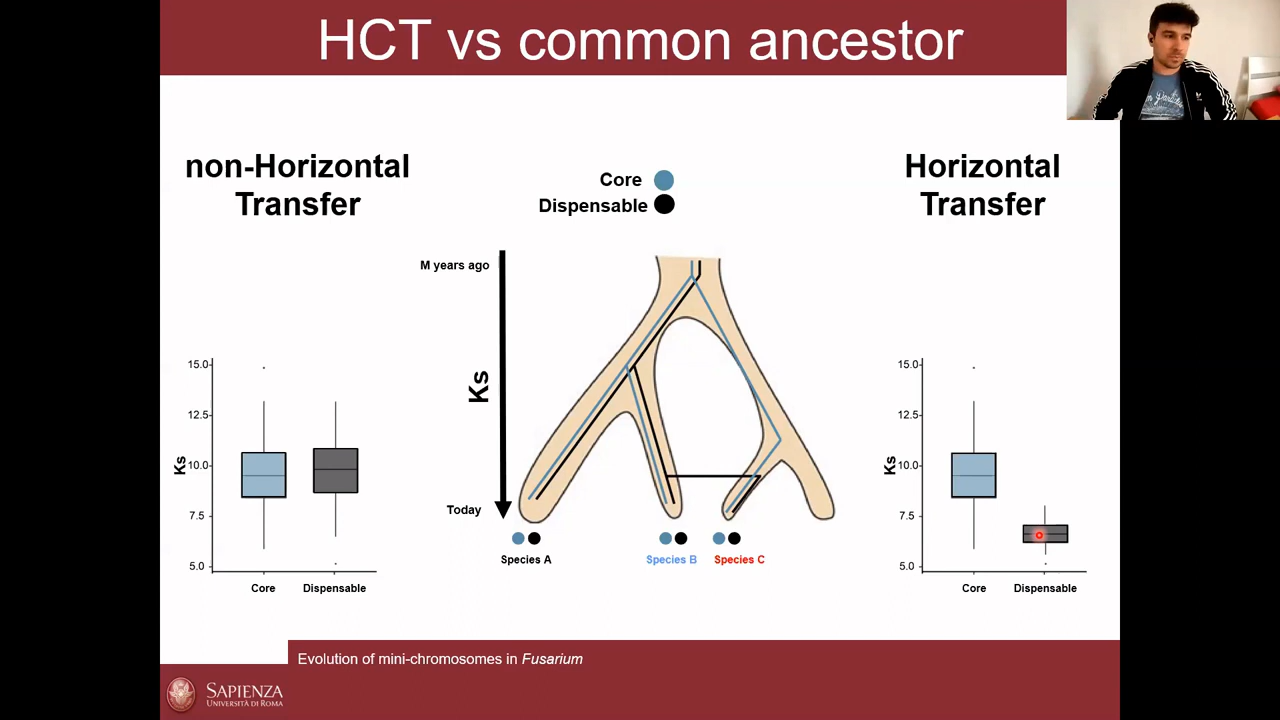 HCT vs common ancestor
non-Horizontal
Transfer
Core
Dispensable
Horizontal
Transfer
M years ago
Ks
Today
15.0
12.5
10.0
7.5
5.0
Ks
Core
Dispensable
Species A
Species B
Species C
15.0
12.5
10.0
7.5
5.0
Ks
Core
Dispensable
Evolution of mini-chromosomes in Fusarium
SAPIENZA
UNIVERSITÀ DI ROMA